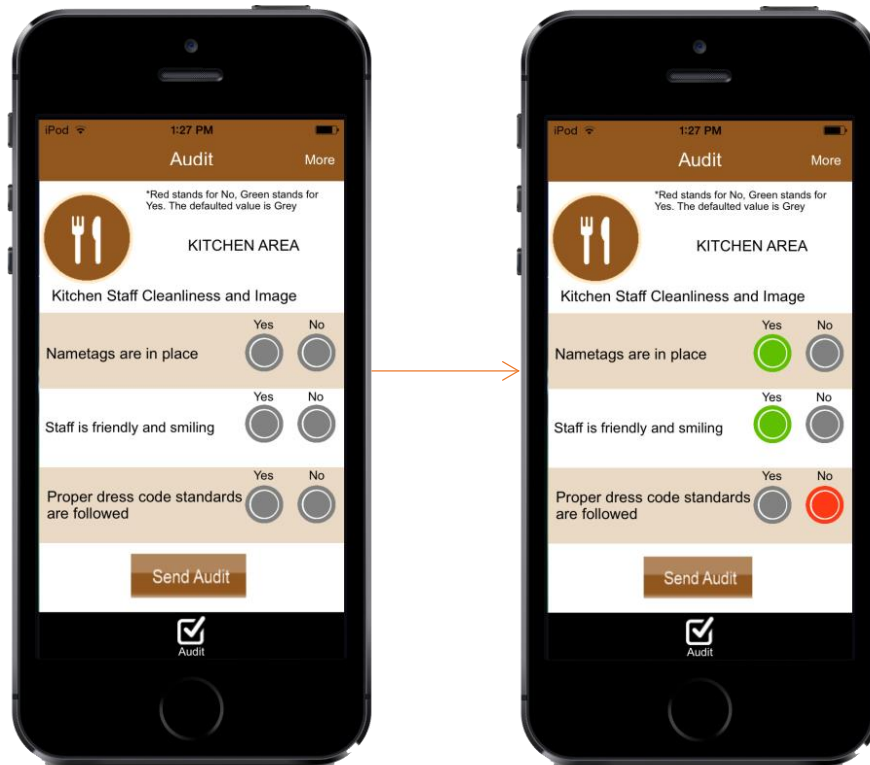 iPod 1:27 PM
Audit More
*Red stands for No, Green stands for
Yes. The defaulted value is Grey
KITCHEN AREA
Kitchen Staff Cleanliness and Image
Yes No
Nametags are in place
Yes No
Staff is friendly and smiling
Yes No
Proper dress code standards
are followed
Send Audit
Audit
iPod 1:27 PM
Audit More
*Red stands for No, Green stands for
Yes. The defaulted value is Grey
KITCHEN AREA
Kitchen Staff Cleanliness and Image
Yes No
Nametags are in place
Yes No
Staff is friendly and smiling
Yes No
Proper dress code standards
are followed
Send Audit
Audit